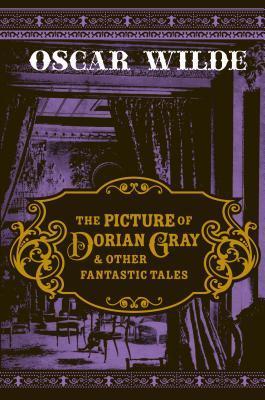 OSCAR WILDE
THE PICTURE OF
DORIAN GRAY
& OTHER
FANTASTIC TALES